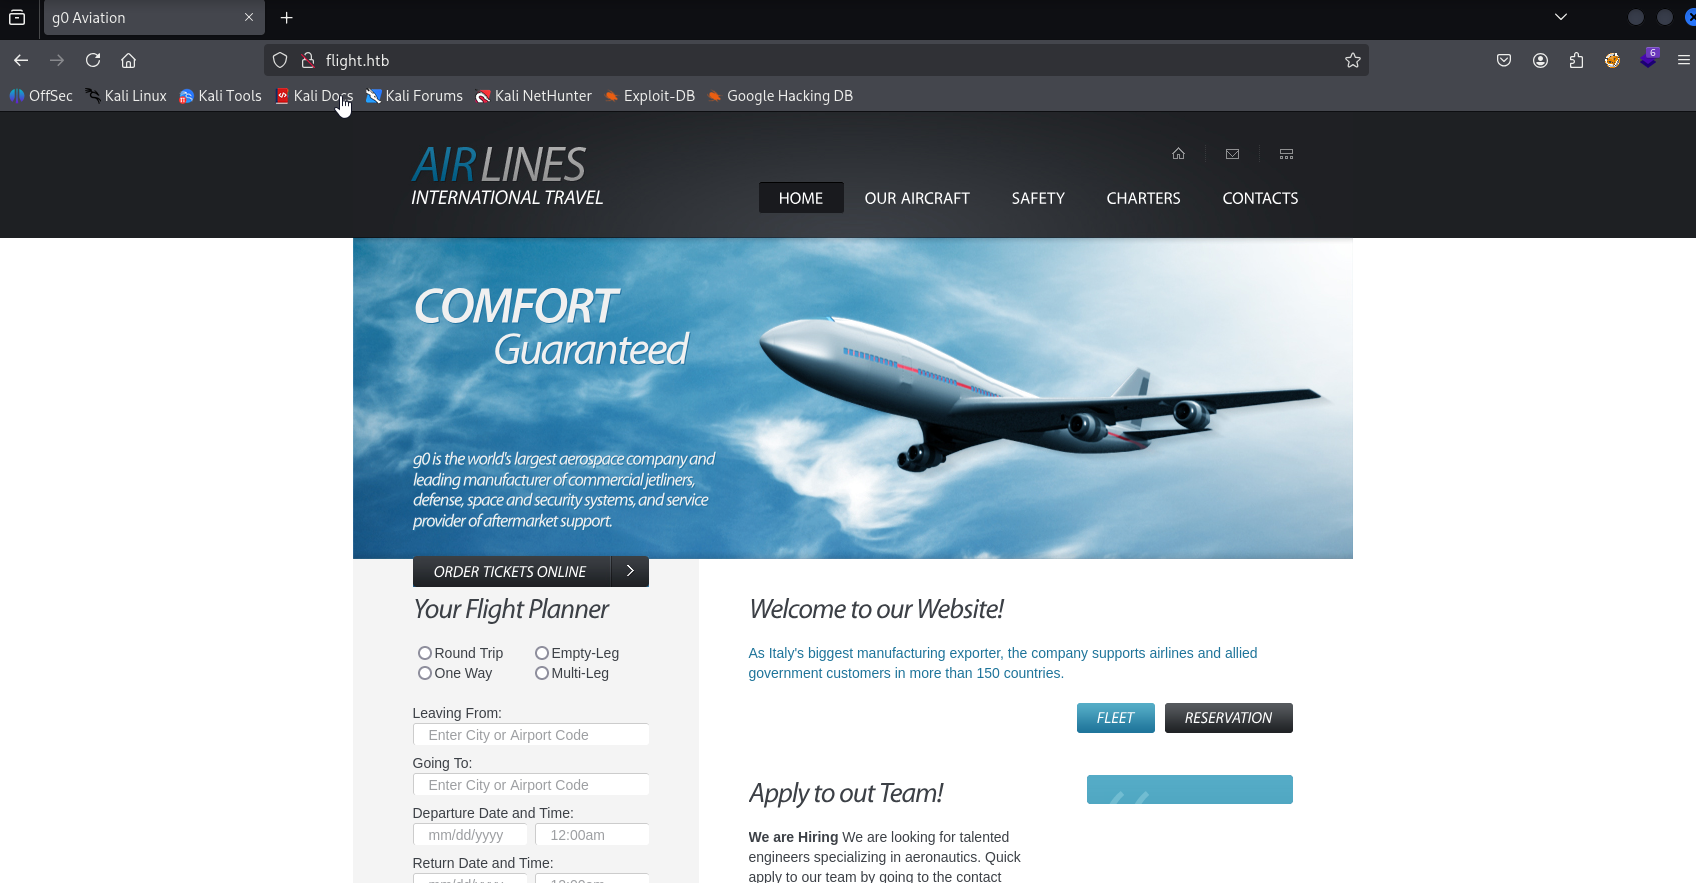 g0 Aviation
flight.htb
6
OffSec Kali Linux Kali Tools Kali Docs Kali Forums Kali NetHunter Exploit-DB Google Hacking DB
AIRLINES
INTERNATIONAL TRAVEL
HOME OUR AIRCRAFT SAFETY CHARTERS CONTACTS
COMFORT
Guaranteed
g0 is the world's largest aerospace company and
leading manufacturer of commercial jetliners,
defense, space and security systems, and service
provider of aftermarket support.
ORDER TICKETS ONLINE
Your Flight Planner
Round Trip Empty-Leg
One Way Multi-Leg
Leaving From:
Enter City or Airport Code
Going To:
Enter City or Airport Code
Departure Date and Time:
mm/dd/yyyy 12:00am
Return Date and Time:
mm/dd/yyyy 12:00am
Welcome to our Website!
As Italy's biggest manufacturing exporter, the company supports airlines and allied
government customers in more than 150 countries.
FLEET RESERVATION
Apply to out Team!
We are Hiring We are looking for talented
engineers specializing in aeronautics. Quick
apply to our team by going to the contact